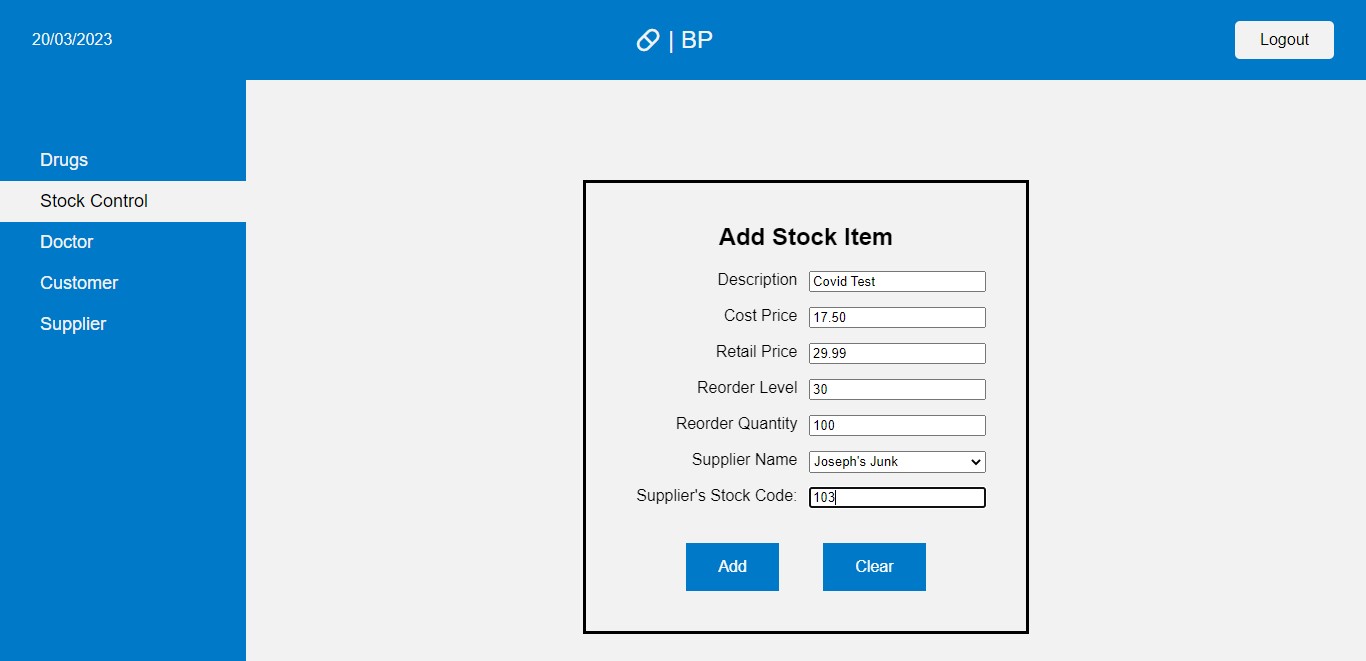 20/03/2023
| BP
Logout
Drugs
Stock Control
Doctor
Customer
Supplier
Add Stock Item
Description Covid Test
Cost Price 17.50
Retail Price 29.99
Reorder Level 30
Reorder Quantity 100
Supplier Name Joseph's Junk
Supplier's Stock Code: 103
Add Clear